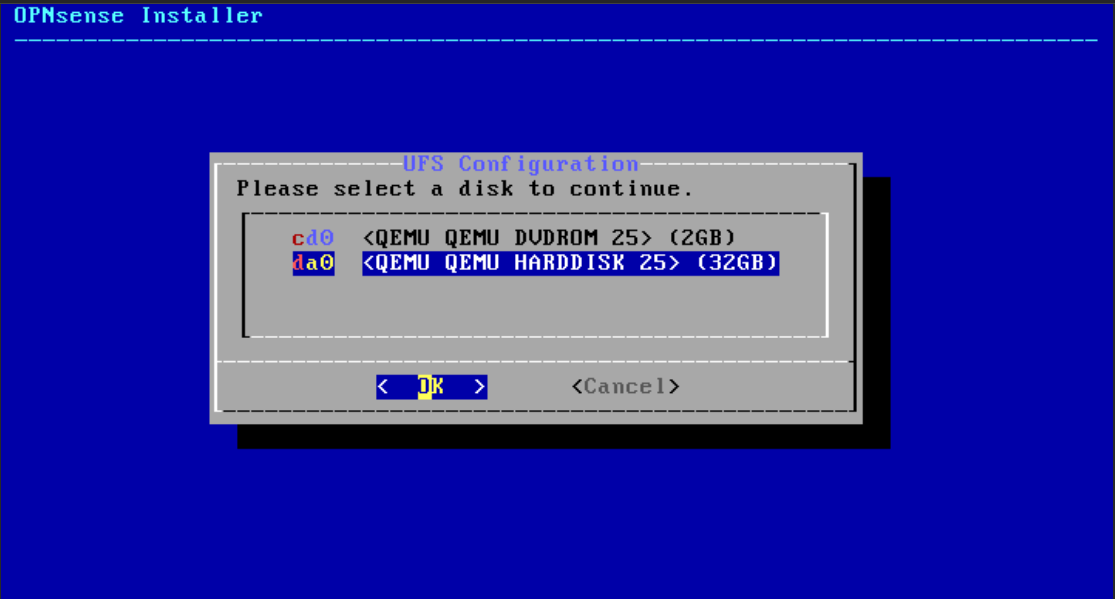 OPNsense Installer
UFS Configuration
Please select a disk to continue.
cd0 <QEMU QEMU DVDROM 25> (2GB)
da0 <QEMU QEMU HARDDISK 25> (32GB)
< OK > <Cancel>